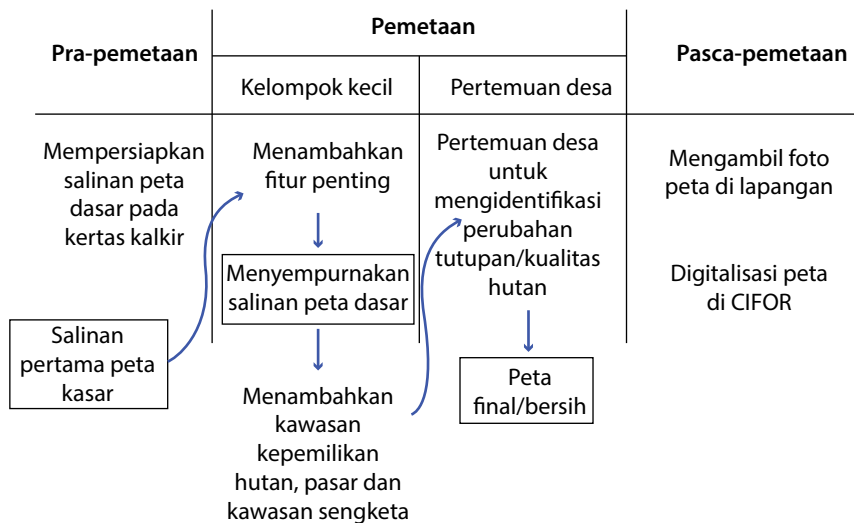 Pra-pemetaan
Pemetaan
Pasca-pemetaan
Kelompok kecil
Pertemuan desa
Mempersiapkan
salinan peta
dasar pada
kertas kalkir
Salinan
pertama peta
kasar
Menambahkan
fitur penting
Menyempurnakan
salinan peta dasar
Menambahkan
kawasan
kepemilikan
hutan, pasar dan
kawasan sengketa
Pertemuan desa
untuk
mengidentifikasi
perubahan
tutupan/kualitas
hutan
Peta
final/bersih
Mengambil foto
peta di lapangan
Digitalisasi peta
di CIFOR